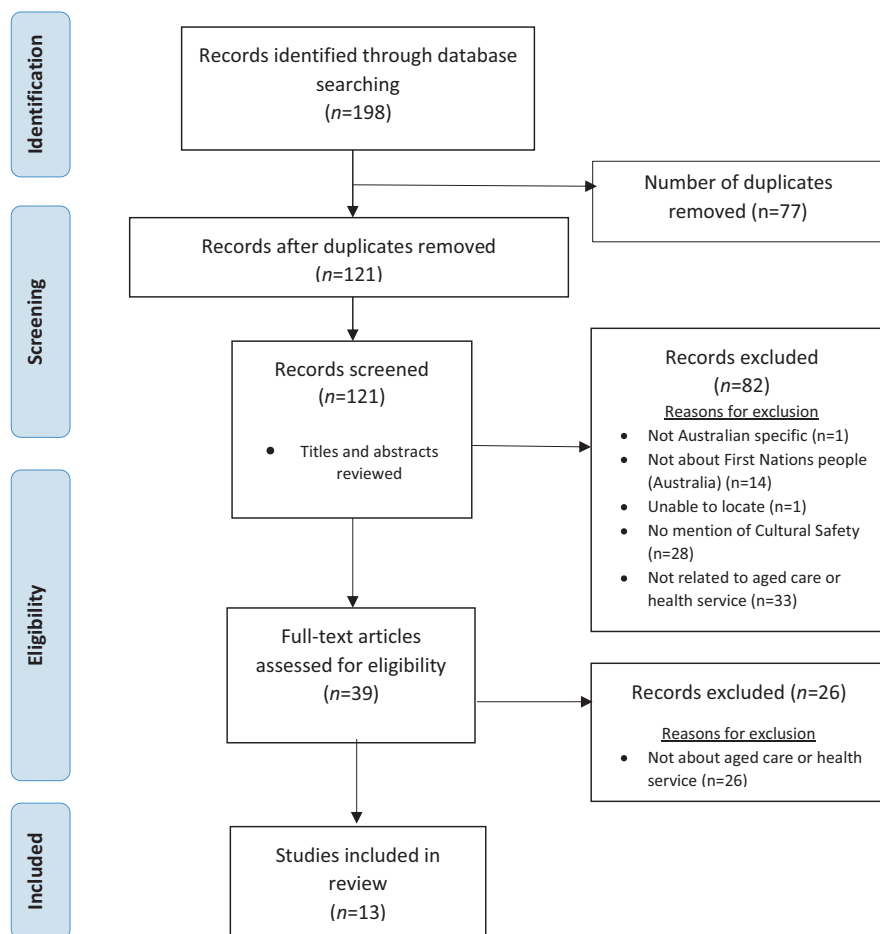 Identification
Records identified through database
searching
(n=198)
Number of duplicates
removed (n=77)
Screening
Records after duplicates removed
(n=121)
Records screened
(n=121)
• Titles and abstracts
reviewed
Records excluded
(n=82)
Reasons for exclusion
• Not Australian specific (n=1)
• Not about First Nations people
(Australia) (n=14)
• Unable to locate (n=1)
• No mention of Cultural Safety
(n=28)
• Not related to aged care or
health service (n=33)
Eligibility
Full-text articles
assessed for eligibility
(n=39)
Records excluded (n=26)
Reasons for exclusion
• Not about aged care or health
service (n=26)
Included
Studies included in
review
(n=13)